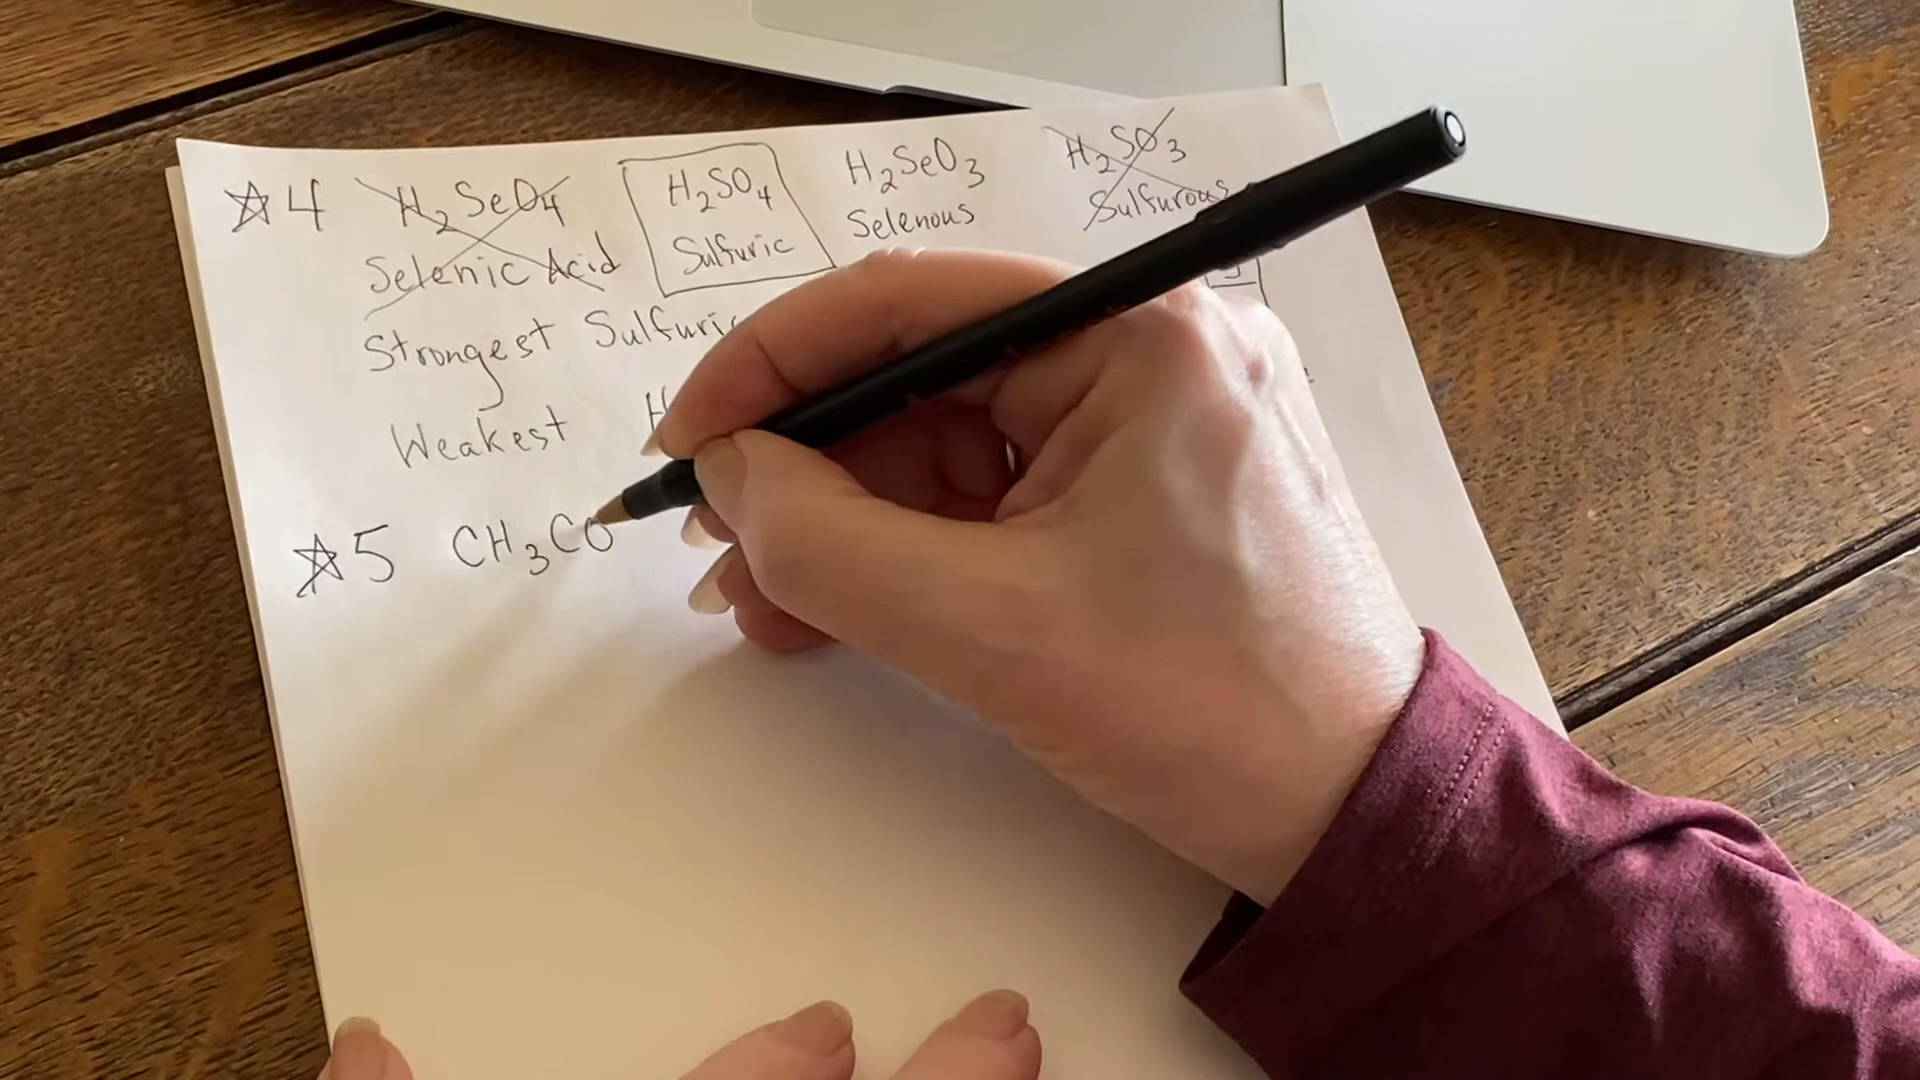 ☆4 H₂SeO₄ H₂SO₄ H₂SeO₃ H₂SO₃
Selenic Acid Sulfuric Selenous Sulfurous
Strongest Sulfuric
Weakest H
☆5 CH₃CO